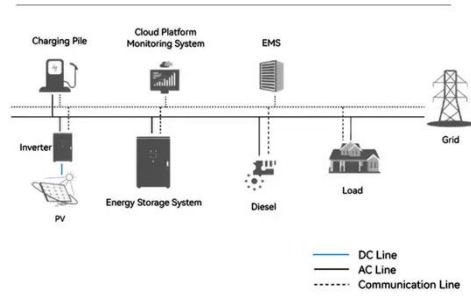 Charging Pile
Cloud Platform
Monitoring System
EMS
Grid
Inverter
PV
Energy Storage System
Diesel
Load
DC Line
AC Line
Communication Line